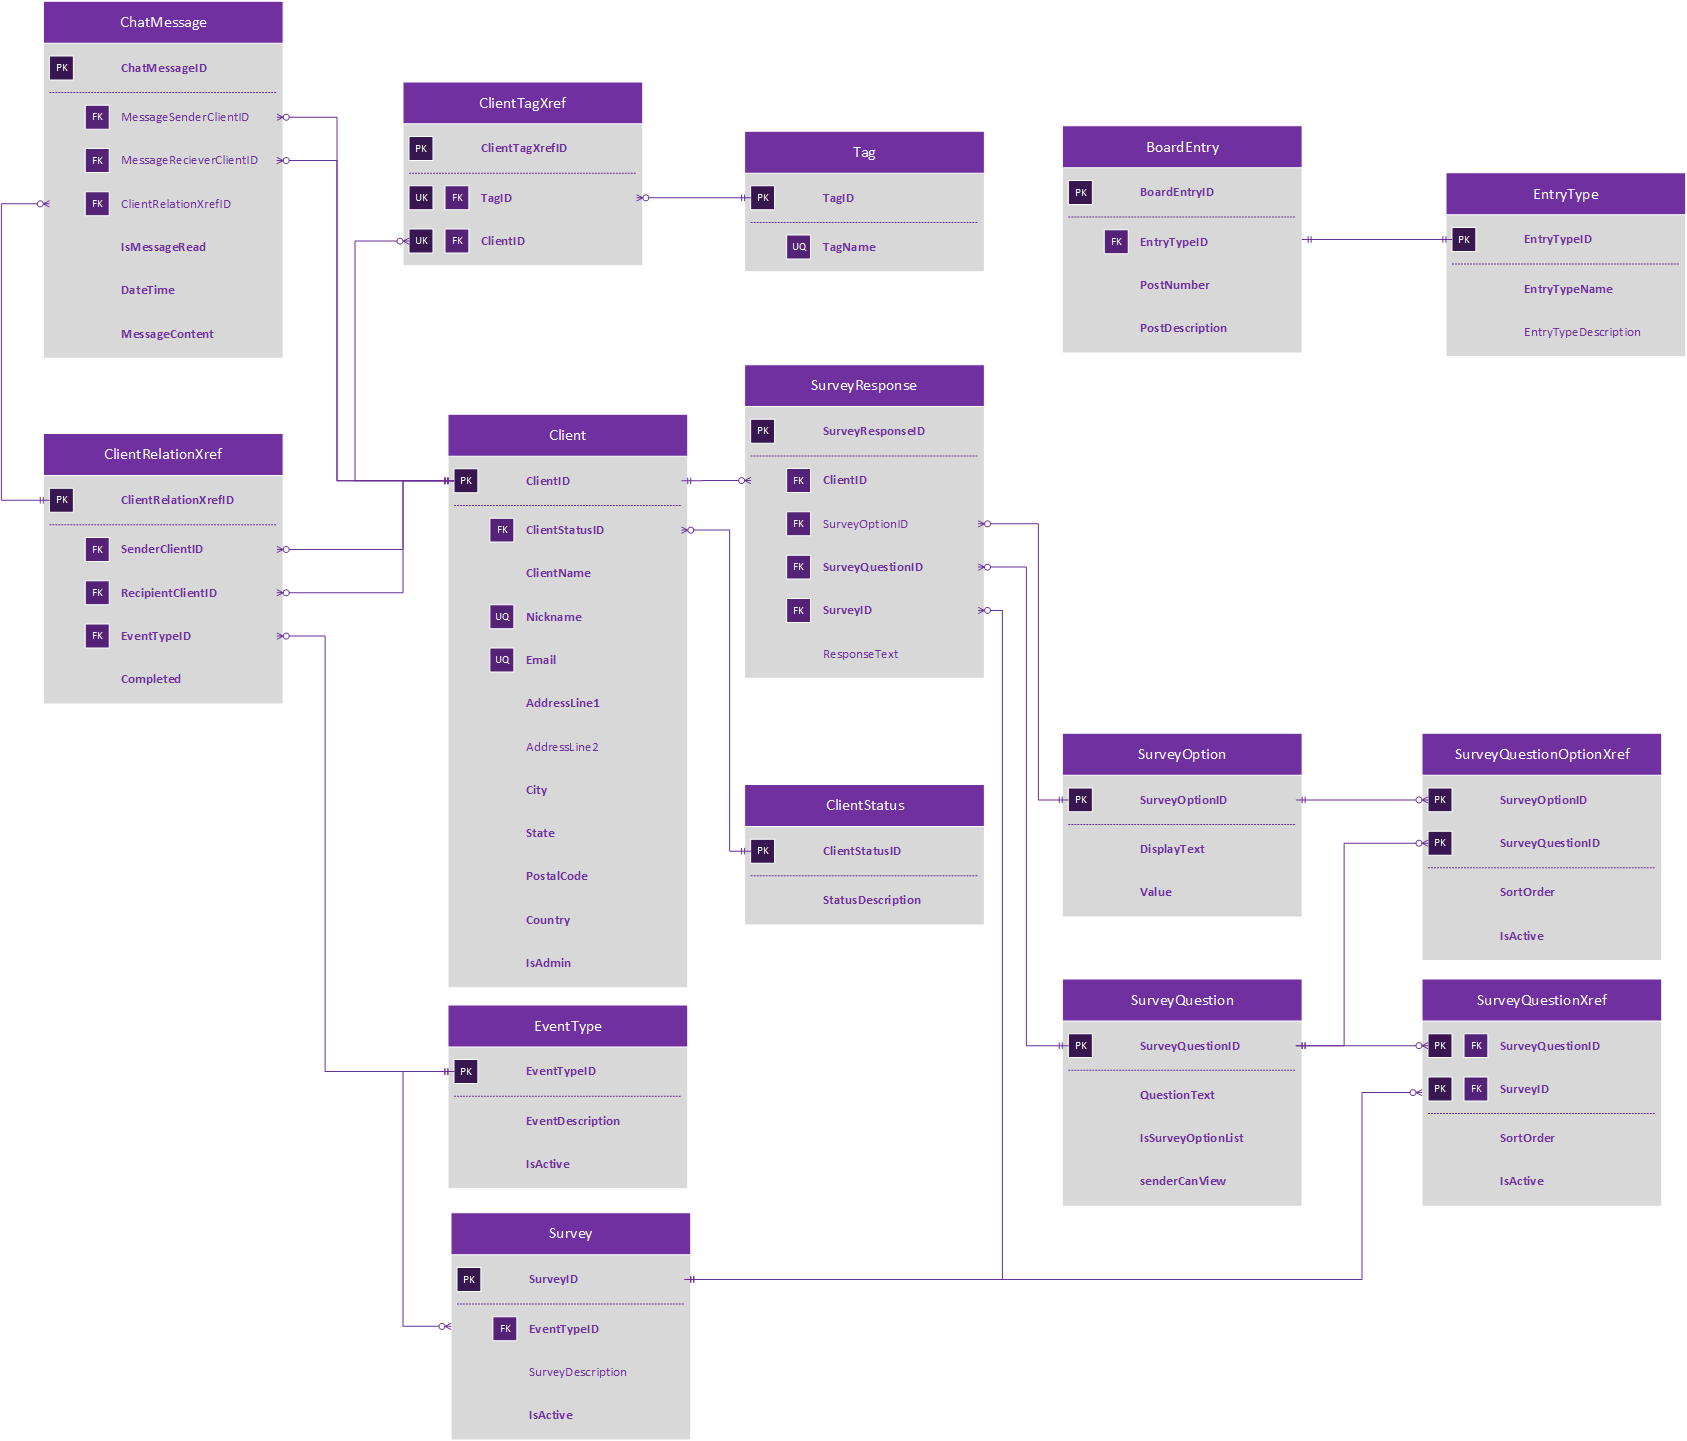 ChatMessage
PK ChatMessageID
FK MessageSenderClientID
FK MessageRecieverClientID
FK ClientRelationXrefID
IsMessageRead
DateTime
MessageContent
ClientTagXref
PK ClientTagXrefID
UK FK TagID
UK FK ClientID
Tag
PK TagID
UQ TagName
BoardEntry
PK BoardEntryID
FK EntryTypeID
PostNumber
PostDescription
EntryType
PK EntryTypeID
EntryTypeName
EntryTypeDescription
ClientRelationXref
PK ClientRelationXrefID
FK SenderClientID
FK RecipientClientID
FK EventTypeID
Completed
Client
PK ClientID
FK ClientStatusID
ClientName
UQ Nickname
UQ Email
AddressLine1
AddressLine2
City
State
PostalCode
Country
IsAdmin
SurveyResponse
PK SurveyResponseID
FK ClientID
FK SurveyOptionID
FK SurveyQuestionID
FK SurveyID
ResponseText
ClientStatus
PK ClientStatusID
StatusDescription
SurveyOption
PK SurveyOptionID
DisplayText
Value
SurveyQuestionOptionXref
PK SurveyOptionID
PK SurveyQuestionID
SortOrder
IsActive
EventType
PK EventTypeID
EventDescription
IsActive
SurveyQuestion
PK SurveyQuestionID
QuestionText
IsSurveyOptionList
senderCanView
SurveyQuestionXref
PK FK SurveyQuestionID
PK FK SurveyID
SortOrder
IsActive
Survey
PK SurveyID
FK EventTypeID
SurveyDescription
IsActive